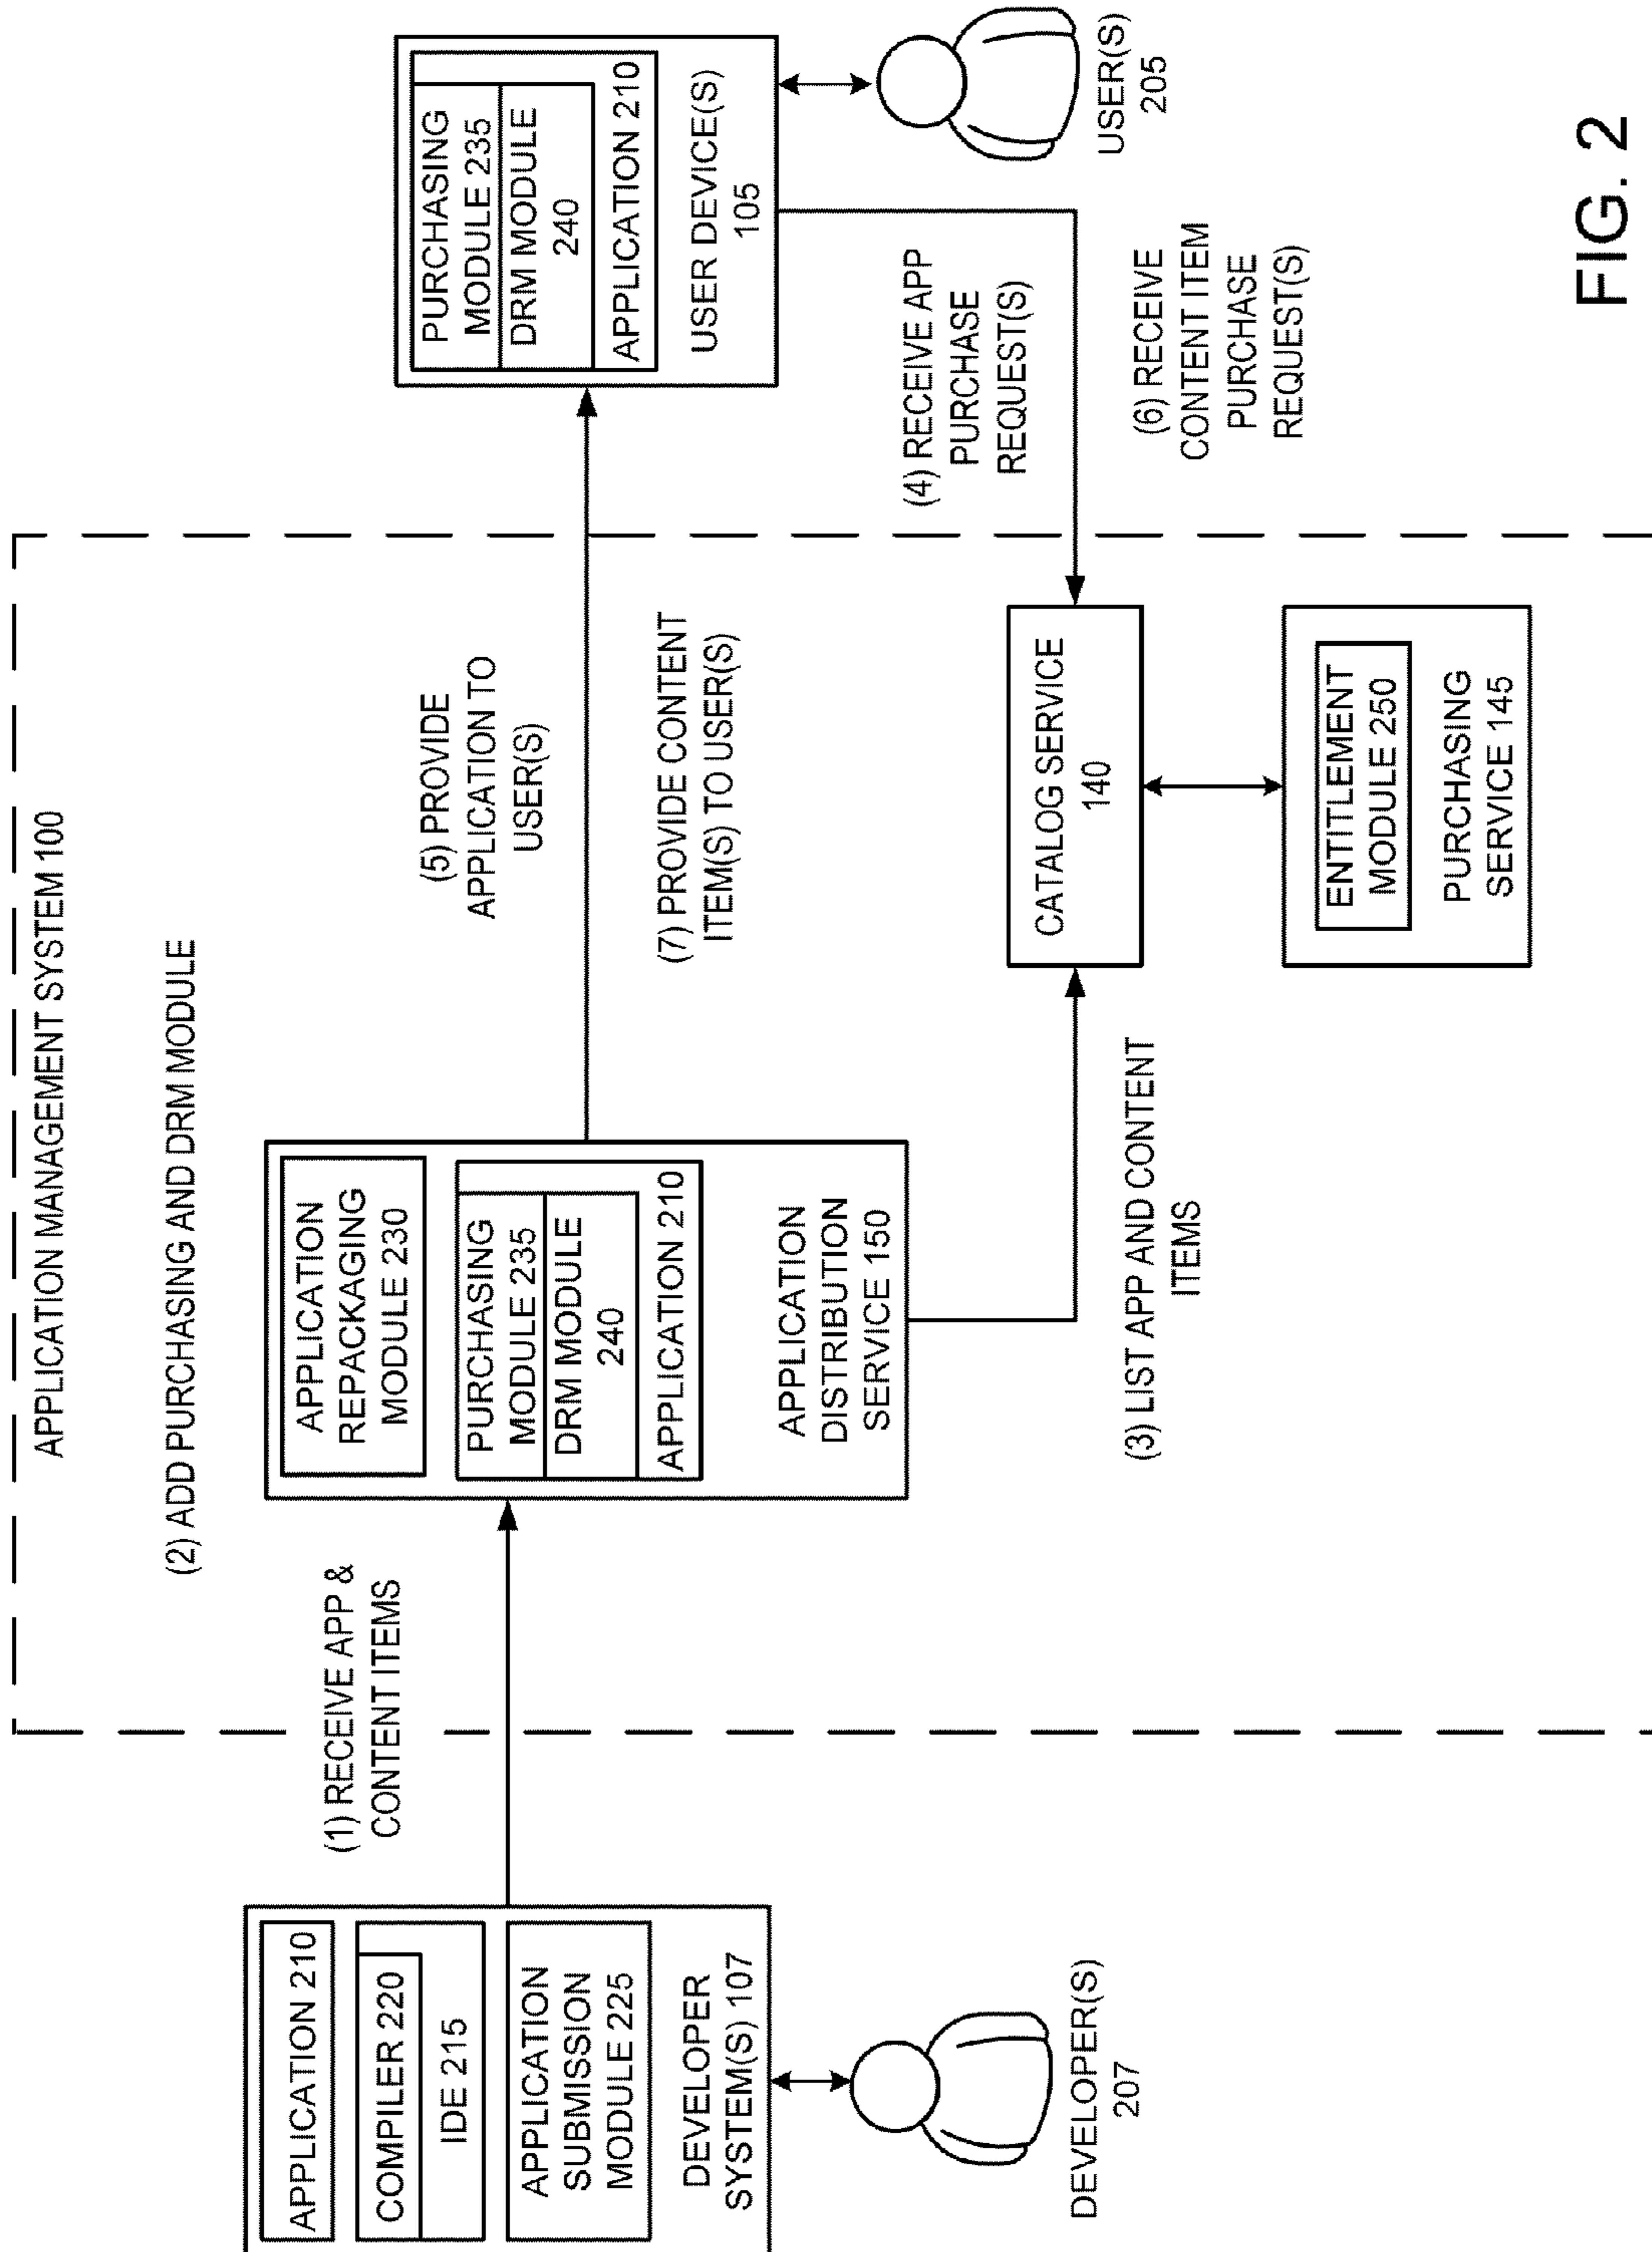 APPLICATION MANAGEMENT SYSTEM 100
(2) ADD PURCHASING AND DRM MODULE
(1) RECEIVE APP &
CONTENT ITEMS
APPLICATION 210
COMPILER 220
IDE 215
APPLICATION
SUBMISSION
MODULE 225
DEVELOPER
SYSTEM(S) 107
DEVELOPER(S)
207
APPLICATION
REPACKAGING
MODULE 230
PURCHASING
MODULE 235
DRM MODULE
240
APPLICATION 210
APPLICATION
DISTRIBUTION
SERVICE 150
(3) LIST APP AND CONTENT
ITEMS
(5) PROVIDE
APPLICATION TO
USER(S)
(7) PROVIDE CONTENT
ITEM(S) TO USER(S)
CATALOG SERVICE
140
ENTITLEMENT
MODULE 250
PURCHASING
SERVICE 145
PURCHASING
MODULE 235
DRM MODULE
240
APPLICATION 210
USER DEVICE(S)
105
USER(S)
205
(4) RECEIVE APP
PURCHASE
REQUEST(S)
(6) RECEIVE
CONTENT ITEM
PURCHASE
REQUEST(S)
FIG. 2